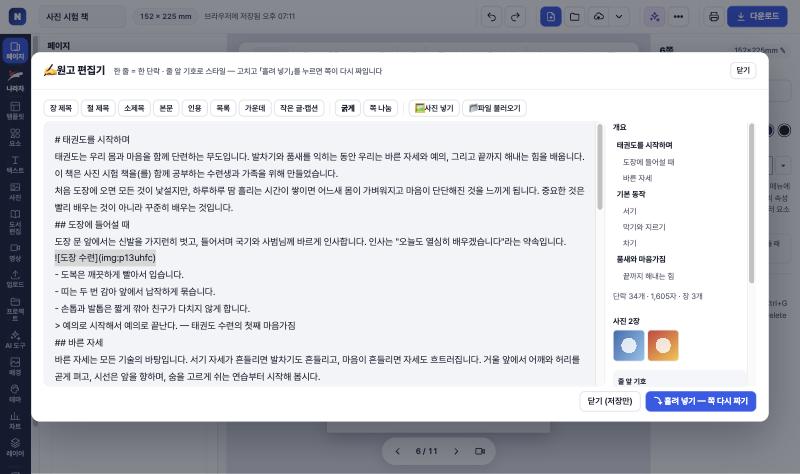 N 사진 시험 책 152 × 225 mm 브라우저에 저장됨 오후 07:11 다운로드
페이지
나라자
템플릿
요소
텍스트
사진
도서 편리
영상
업로드
프로젝트
AI 도구
배경
테마
차트
레이어
페이지
6쪽 152×225mm
원고 편집기 한 줄 = 한 단락 · 줄 앞 기호로 스타일 — 고치고 「흘려 넣기」를 누르면 쪽이 다시 짜입니다 닫기
장 제목 절 제목 소제목 본문 인용 목록 가운데 작은 글·캡션 굵게 쪽 나눔 사진 넣기 파일 불러오기
# 태권도를 시작하며
태권도는 우리 몸과 마음을 함께 단련하는 무도입니다. 발차기와 품새를 익히는 동안 우리는 바른 자세와 예의, 그리고 끝까지 해내는 힘을 배웁니다.
이 책은 사진 시험 책을(를) 함께 공부하는 수련생과 가족을 위해 만들었습니다.
처음 도장에 오면 모든 것이 낯설지만, 하루하루 땀 흘리는 시간이 쌓이면 어느새 몸이 가벼워지고 마음이 단단해진 것을 느끼게 됩니다. 중요한 것은
빨리 배우는 것이 아니라 꾸준히 배우는 것입니다.
## 도장에 들어설 때
도장 문 앞에서는 신발을 가지런히 벗고, 들어서며 국기와 사범님께 바르게 인사합니다. 인사는 "오늘도 열심히 배우겠습니다"라는 약속입니다.
![도장 수련](img:p13uhfc)
- 도복은 깨끗하게 빨아서 입습니다.
- 띠는 두 번 감아 앞에서 납작하게 묶습니다.
- 손톱과 발톱은 짧게 깎아 친구가 다치지 않게 합니다.
> 예의로 시작해서 예의로 끝난다. — 태권도 수련의 첫째 마음가짐
## 바른 자세
바른 자세는 모든 기술의 바탕입니다. 서기 자세가 흔들리면 발차기도 흔들리고, 마음이 흔들리면 자세도 흐트러집니다. 거울 앞에서 어깨와 허리를
곧게 펴고, 시선은 앞을 향하며, 숨을 고르게 쉬는 연습부터 시작해 봅시다.
개요
태권도를 시작하며
도장에 들어설 때
바른 자세
기본 동작
서기
막기와 지르기
차기
품새와 마음가짐
끝까지 해내는 힘
단락 34개 · 1,605자 · 장 3개
사진 2장
줄 앞 기호
닫기 (저장만) 흘려 넣기 — 쪽 다시 짜기
6 / 11